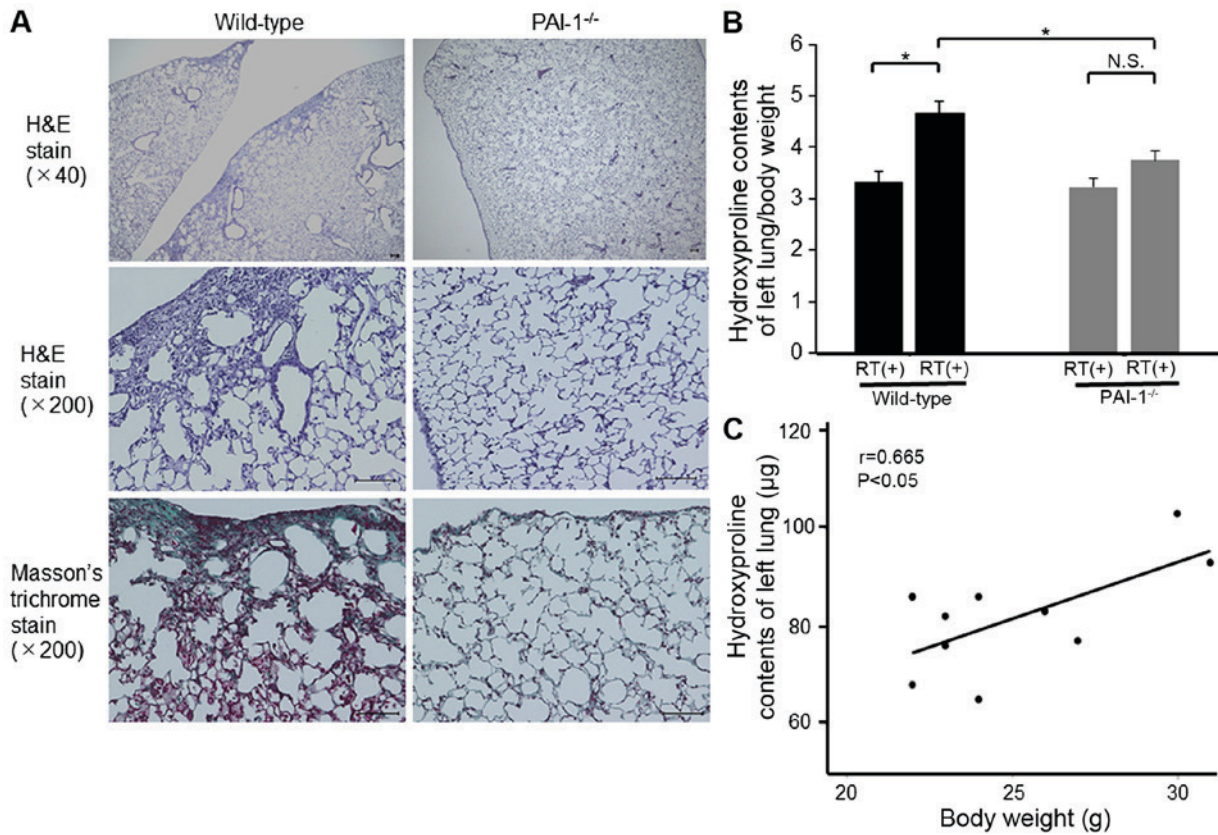 A
Wild-type
PAI-1-/-
H&E
stain
(×40)
H&E
stain
(×200)
Masson's
trichrome
stain
(×200)
B
Hydroxyproline contents
of left lung/body weight
6
5
4
3
2
1
0
*
*
N.S.
RT(+) RT(+)
Wild-type
RT(+) RT(+)
PAI-1-/-
C
Hydroxyproline
contents of left lung (µg)
120
100
80
60
r=0.665
P<0.05
20 25 30
Body weight (g)